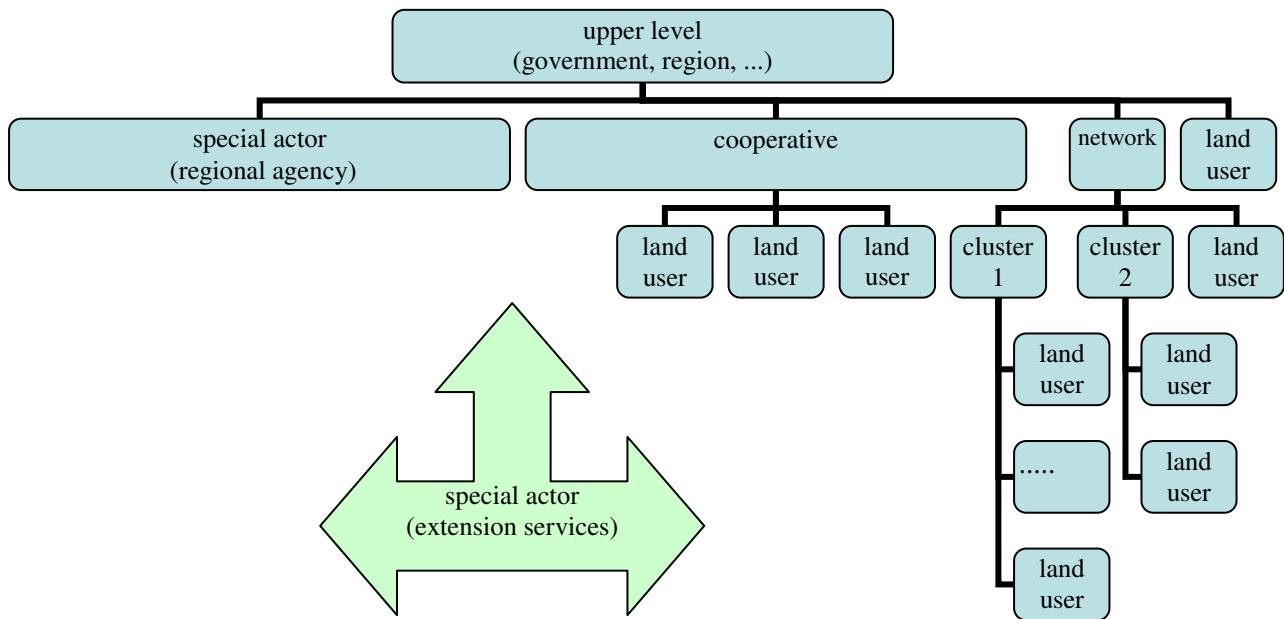 upper level
(government, region, ...)
special actor
(regional agency)
cooperative
network
land
user
land
user
land
user
land
user
cluster
1
cluster
2
land
user
land
user
land
user
.....
land
user
special actor
(extension services)
land
user